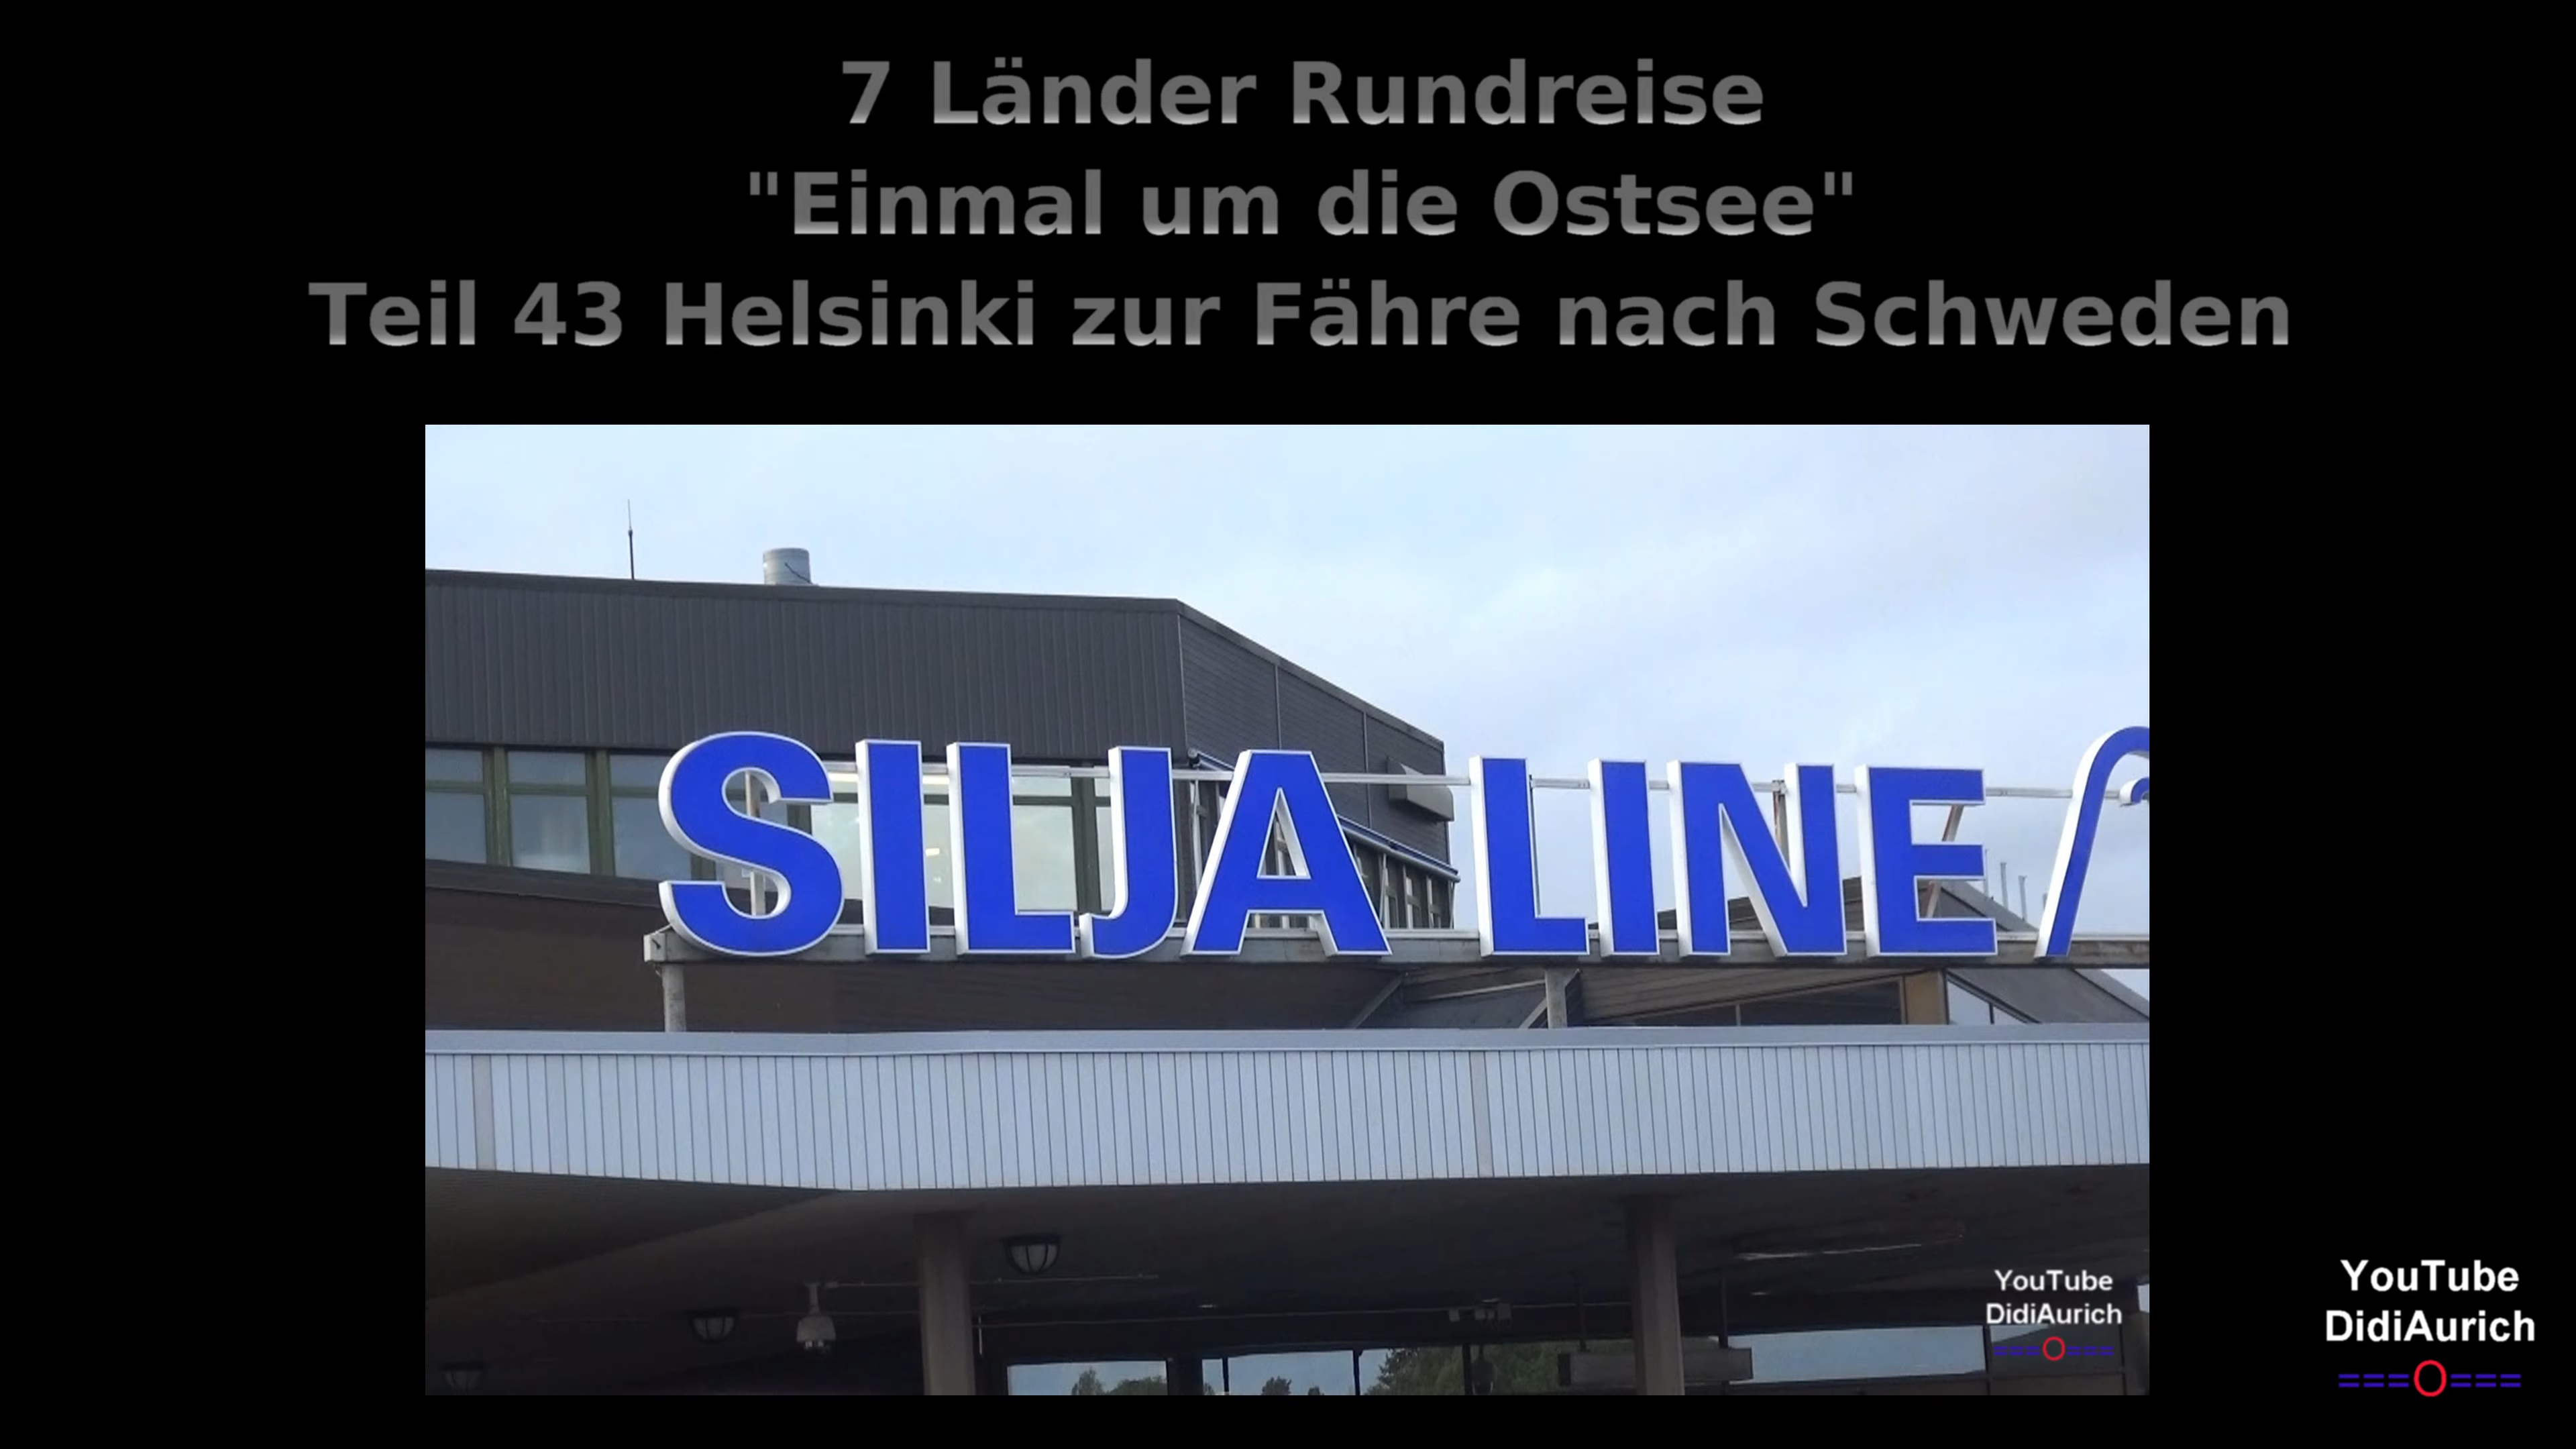 7 Länder Rundreise
"Einmal um die Ostsee"
Teil 43 Helsinki zur Fähre nach Schweden
SILJA LINE
YouTube
DidiAurich
===O===
YouTube
DidiAurich
===O===